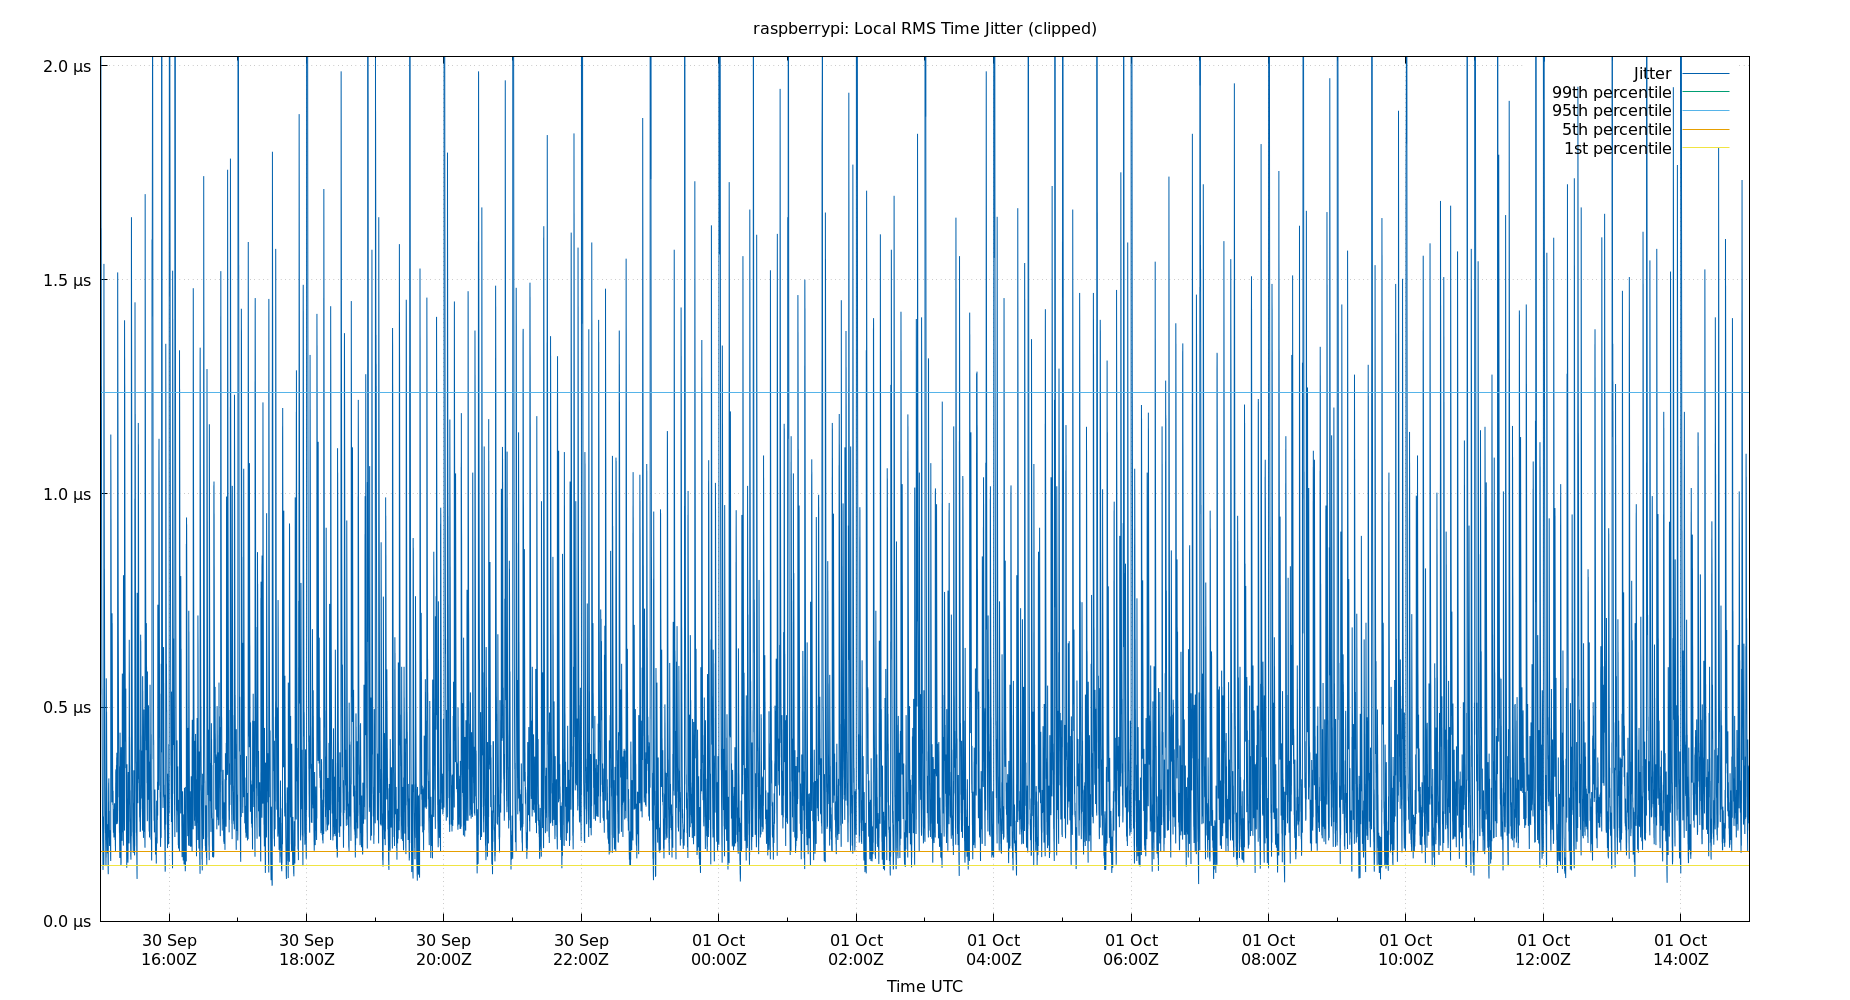 raspberrypi: Local RMS Time Jitter (clipped)
2.0 µs
1.5 µs
1.0 µs
0.5 µs
0.0 µs
Jitter
99th percentile
95th percentile
5th percentile
1st percentile
30 Sep 30 Sep 30 Sep 30 Sep 01 Oct 01 Oct 01 Oct 01 Oct 01 Oct 01 Oct 01 Oct 01 Oct
16:00Z 18:00Z 20:00Z 22:00Z 00:00Z 02:00Z 04:00Z 06:00Z 08:00Z 10:00Z 12:00Z 14:00Z
Time UTC